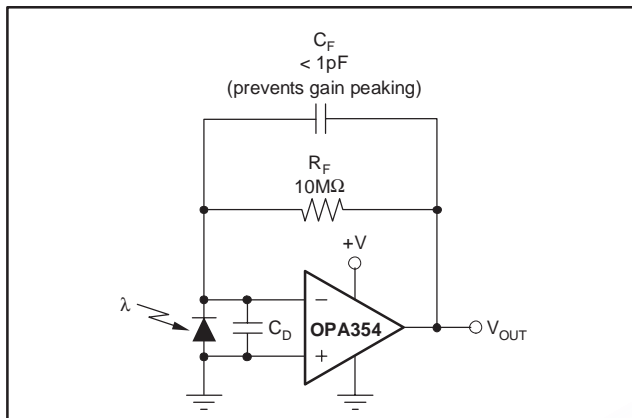 C_F
< 1pF
(prevents gain peaking)
R_F
10MΩ
+V
λ
C_D
−
OPA354
+
V_OUT